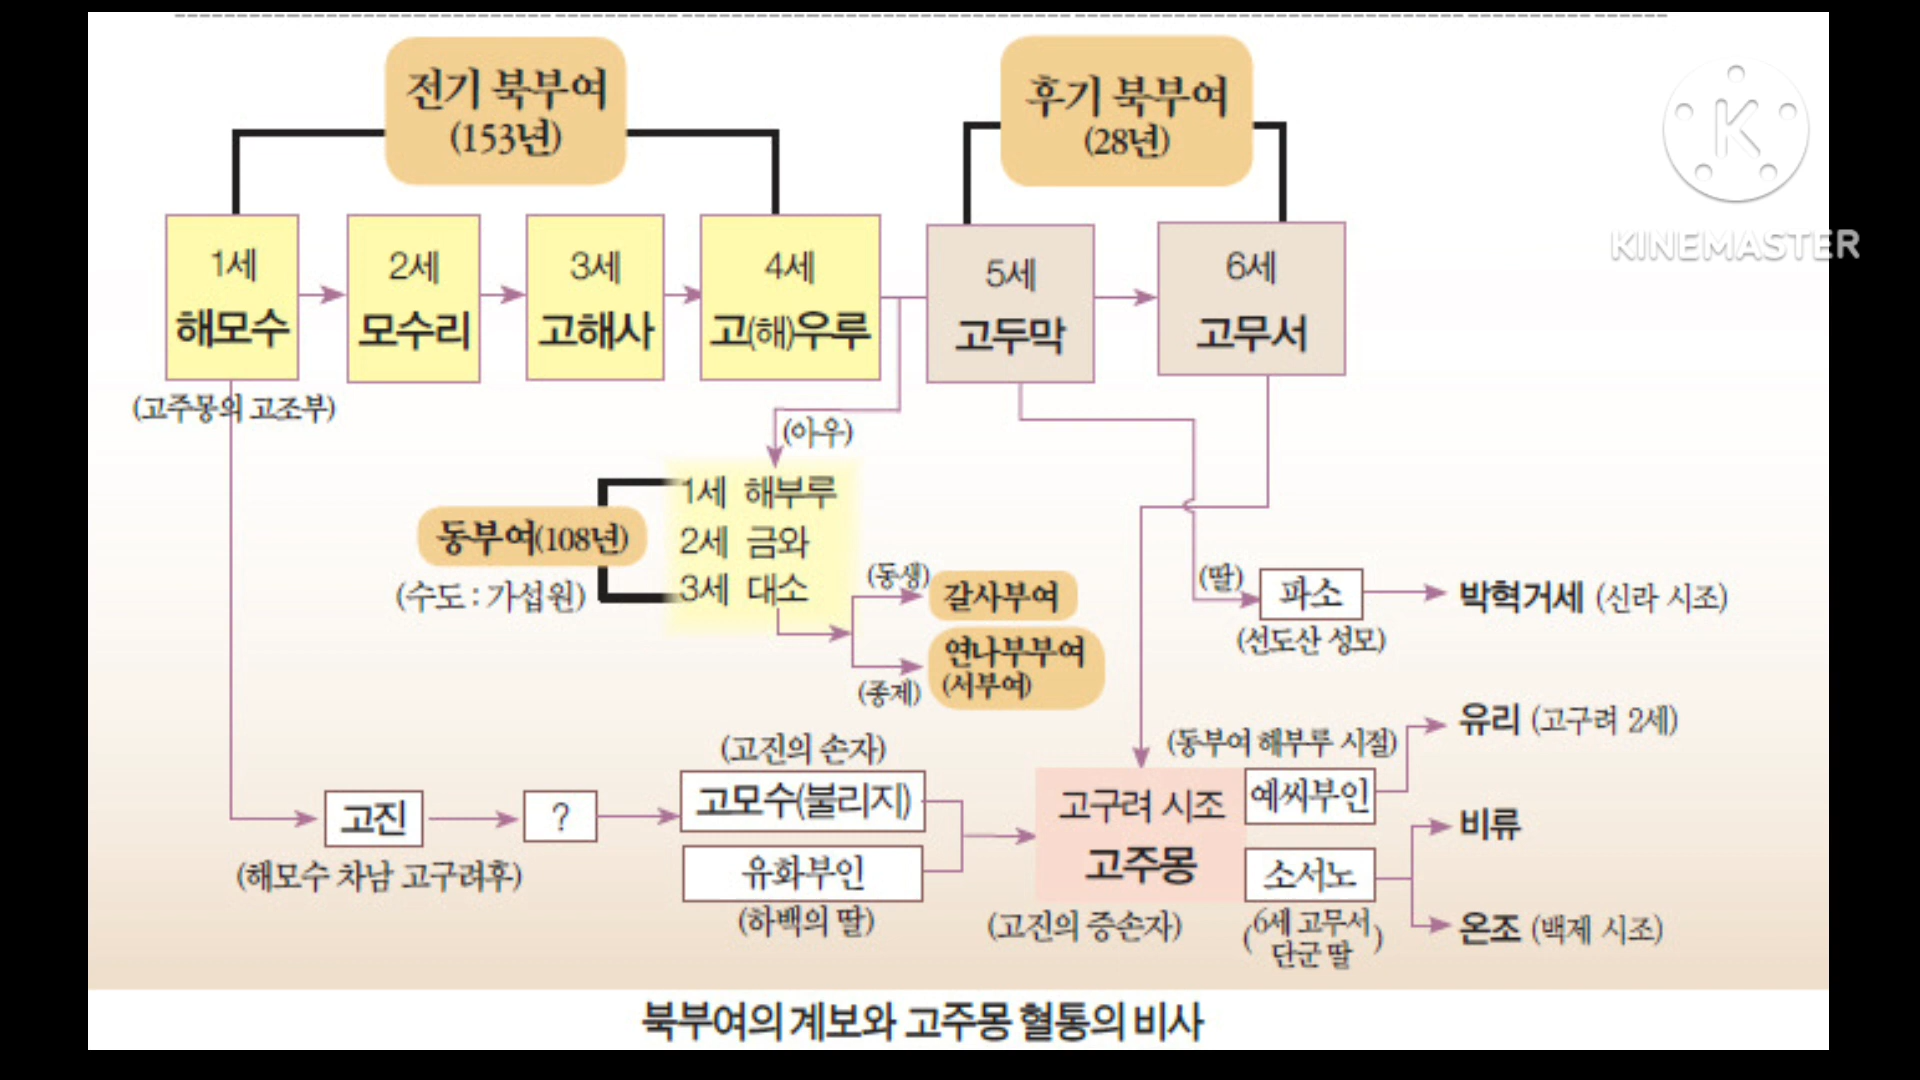 전기 북부여
(153년)
후기 북부여
(28년)
K
KINEMASTER
1세
해모수
2세
모수리
3세
고해사
4세
고(해)우루
5세
고두막
6세
고무서
(고주몽의 고조부)
(아우)
1세 해부루
2세 금와
3세 대소
동부여(108년)
(수도 : 가섭원)
(동생)
갈사부여
연나부부여
(서부여)
(종제)
(딸)
파소
(선도산 성모)
박혁거세 (신라 시조)
고진
(해모수 차남 고구려후)
?
(고진의 손자)
고모수(불리지)
유화부인
(하백의 딸)
고구려 시조
고주몽
(고진의 증손자)
(동부여 해부루 시절)
예씨부인
유리 (고구려 2세)
소서노
(6세 고무서
단군 딸)
비류
온조 (백제 시조)
북부여의 계보와 고주몽 혈통의 비사